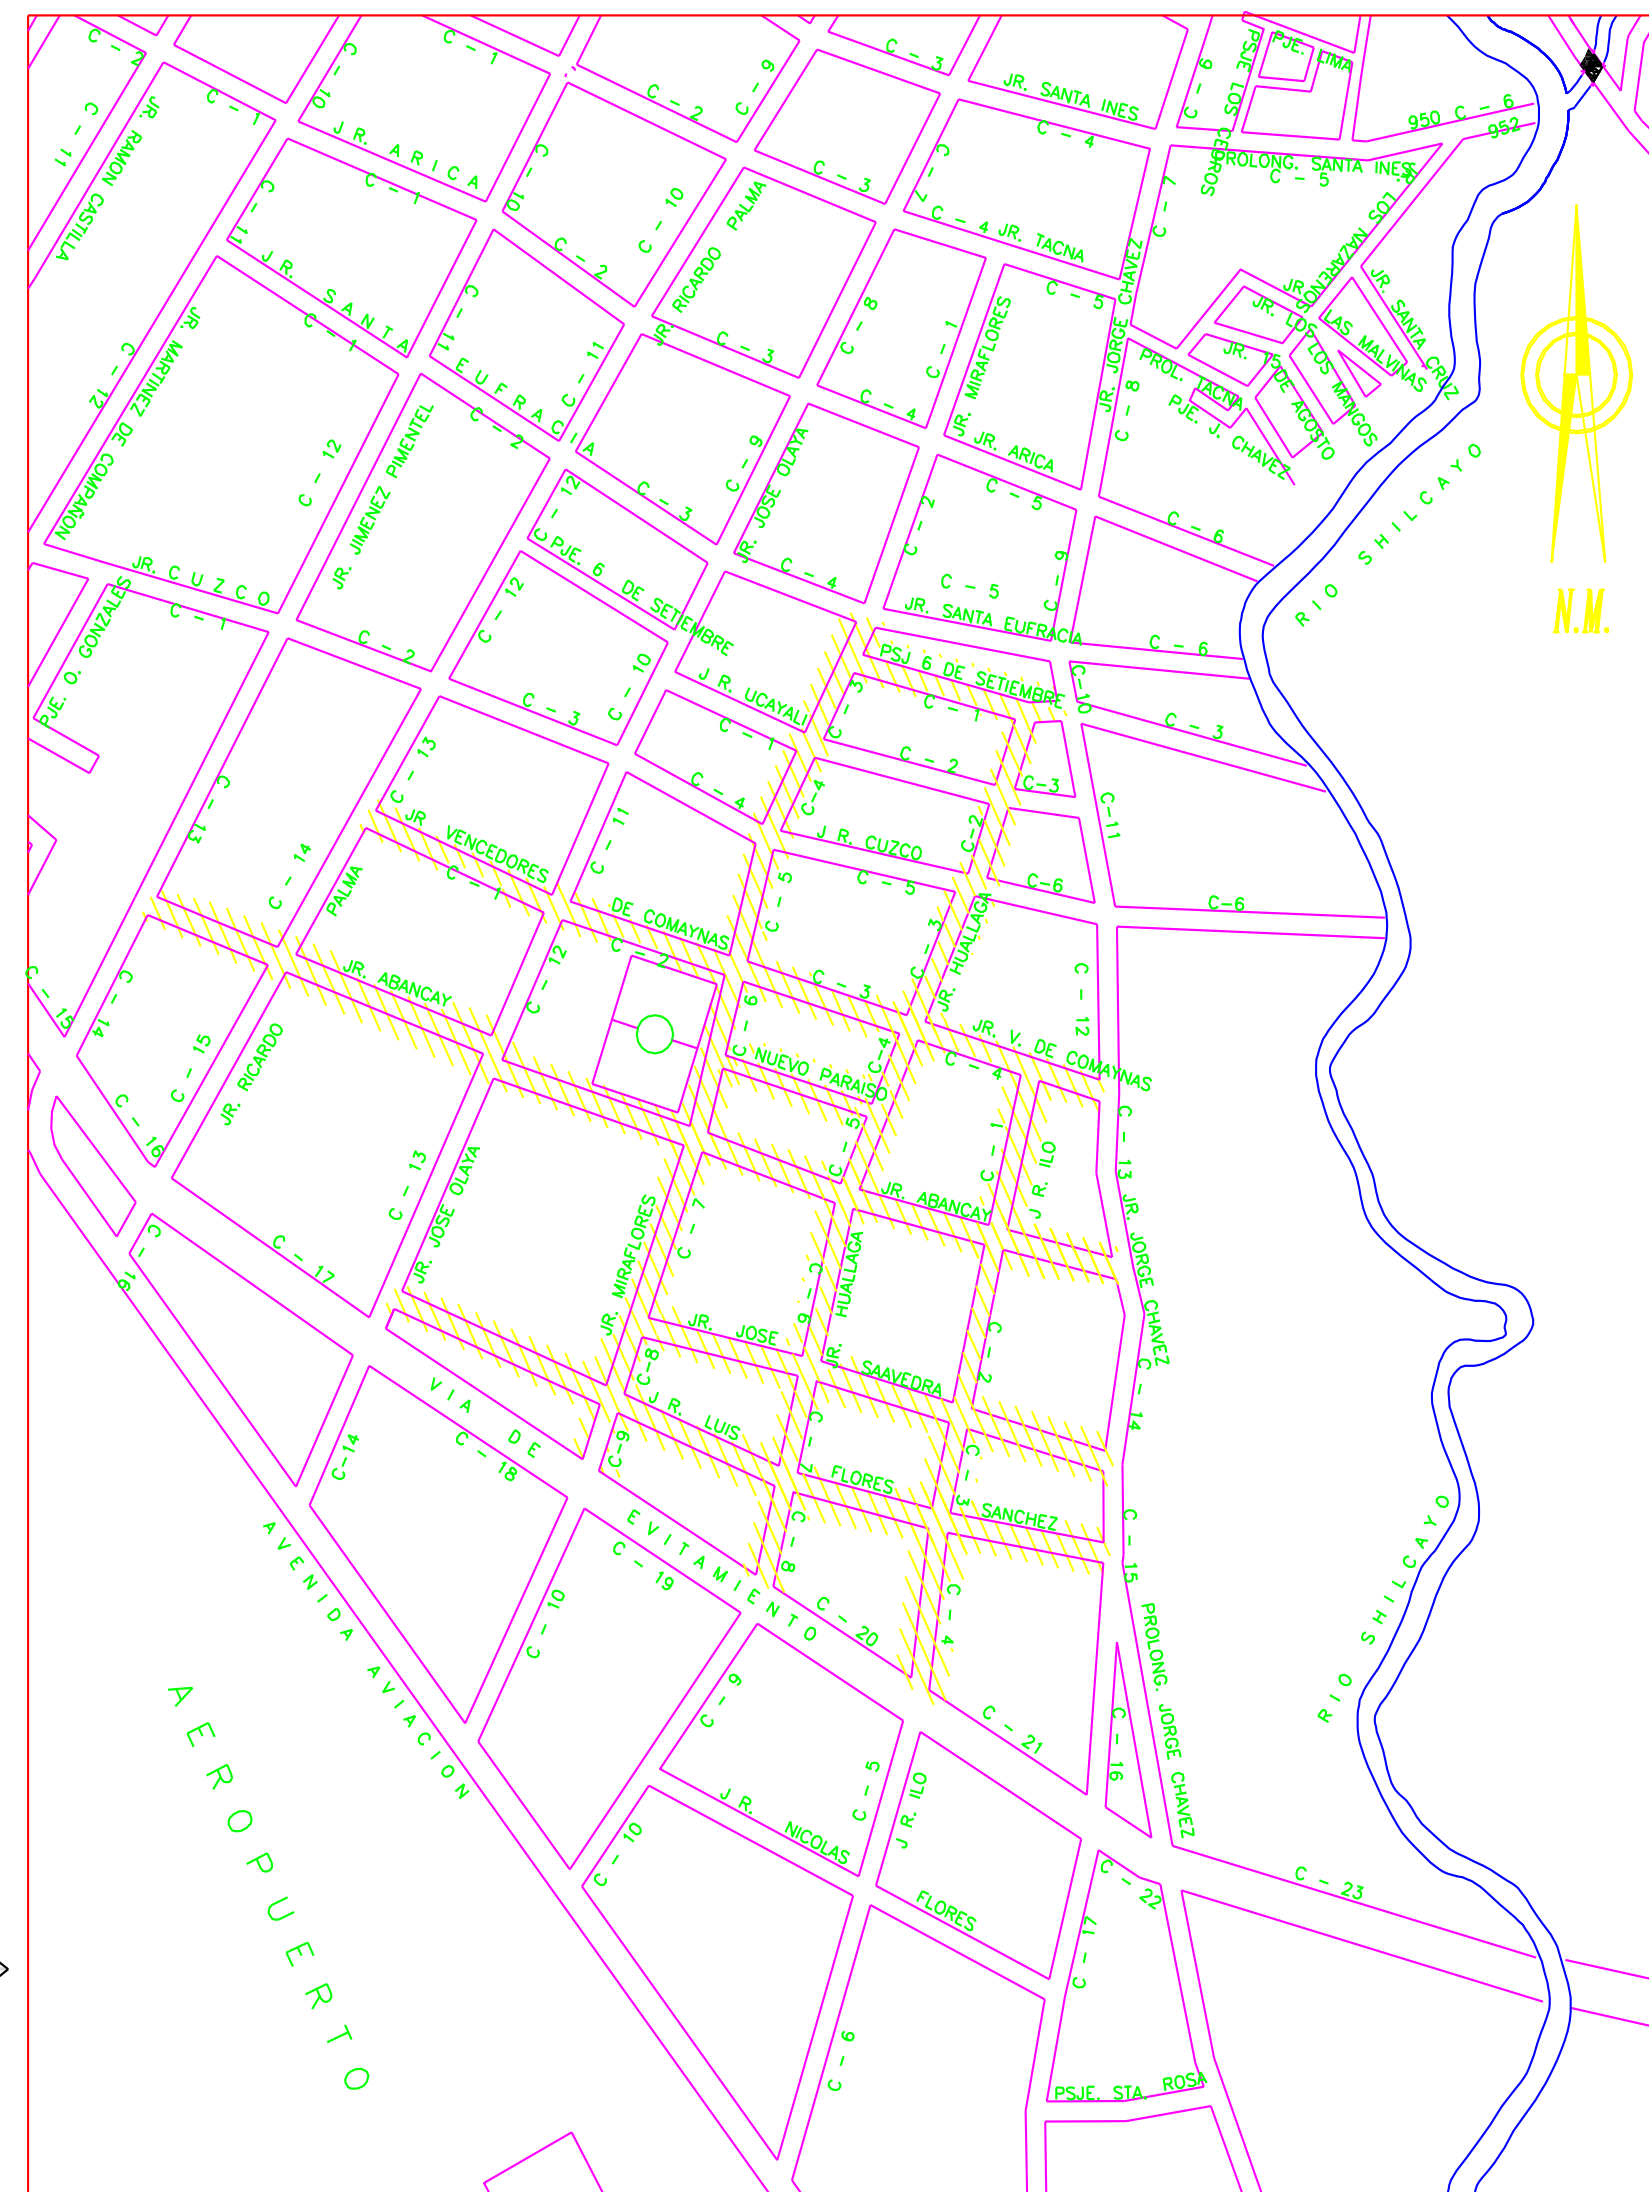 C - 2
C - 10
C - 1
C - 9
C - 3
JR. SANTA INES
C - 6
PSJE LOS CEDROS
PJE. LIMA
950 C - 6
952
C - 11
JR. RAMON CASTILLA
C - 1
JR. ARICA
C - 2
C - 4
PROLONG. SANTA INES
C - 5
C - 1
C - 11
C - 10
C - 10
C - 3
C - 7
C - 7
C - 4 JR. TACNA
JR. RICARDO PALMA
JR. LOS NAZARENOS
JR. SANTA
C - 1
C - 2
C - 11
C - 5
JR. JORGE CHAVEZ
JR. LOS
JR. SANTA CRUZ
LAS MALVINAS
LOS MANGOS
JR. 15 DE AGOSTO
PROL. TACNA
PJE. J. CHAVEZ
JR. MARTINEZ DE COMPAÑON
C - 12
EUFRACIA
C - 2
C - 11
C - 3
C - 8
C - 1
JR. MIRAFLORES
C - 4
C - 8
JR. ARICA
C - 5
C - 6
RIO SHILCAYO
N.M.
JR. JIMENEZ PIMENTEL
C - 12
C - 12
C - 3
C - 9
JR. JOSE OLAYA
C - 2
C - 9
C - 4
C - 5
JR. SANTA EUFRACIA
C - 6
JR. CUZCO
C - 1
PJE. O. GONZALES
C - 2
C - 12
PJE. 6 DE SETIEMBRE
PSJ 6 DE SETIEMBRE
C-10
C - 3
C - 3
C - 10
JR. UCAYALI
C - 1
C - 3
C - 1
C - 2
C-3
C - 13
C - 13
C - 4
C-4
JR. CUZCO
C-2
C-11
JR VENCEDORES
C - 1
C - 11
C - 5
C - 5
C-6
C-6
C - 14
PALMA
DE COMAYNAS
C - 2
C - 3
C - 3
JR. HUALLAGA
C - 12
C - 15
C - 14
JR. ABANCAY
C - 12
C - 6
NUEVO PARAISO
C-4
JR. V. DE COMAYNAS
C - 4
C - 15
JR. RICARDO
C - 16
C - 13
JR. JOSE OLAYA
C - 5
C - 1
JR. ILO
C - 13 JR. JORGE CHAVEZ
JR. ABANCAY
C - 7
JR. MIRAFLORES
C - 16
C - 17
C - 6
JR. HUALLAGA
JR. JOSE
SAAVEDRA
C - 2
C - 14
C-8
JR. LUIS
C - 7
FLORES
C - 3
SANCHEZ
C - 15
VIA DE
C - 18
C-14
C-9
EVITAMIENTO
C - 19
C - 8
C - 20
C - 4
AVENIDA AVIACION
C - 10
C - 9
C - 21
C - 16
PROLONG. JORGE CHAVEZ
RIO SHILCAYO
AEROPUERTO
JR. NICOLAS
C - 5
JR. ILO
C - 10
FLORES
C - 22
C - 23
C - 17
C - 6
PSJE. STA. ROSA